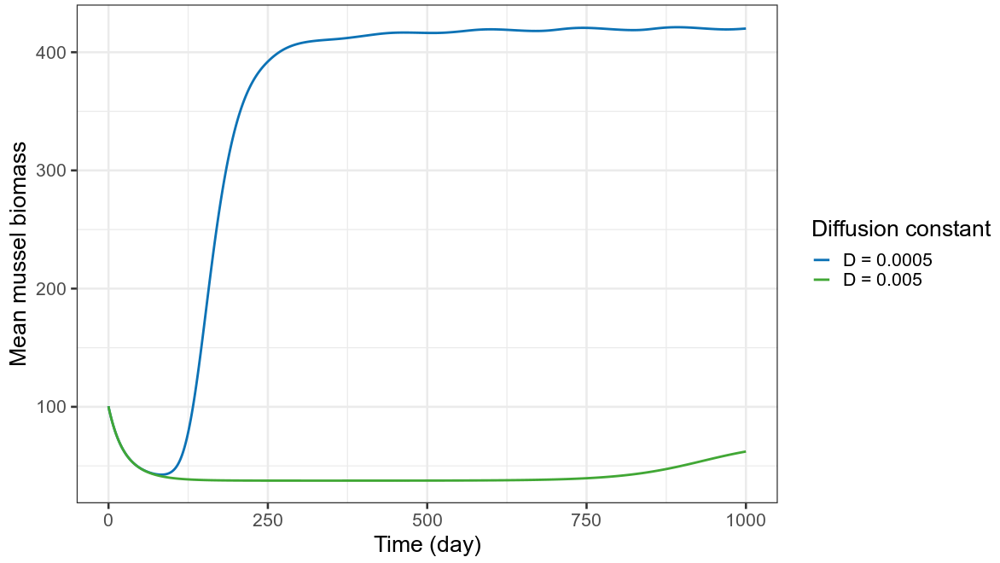 Mean mussel biomass
400
300
200
100
0
250
500
750
1000
Time (day)
Diffusion constant
D = 0.0005
D = 0.005